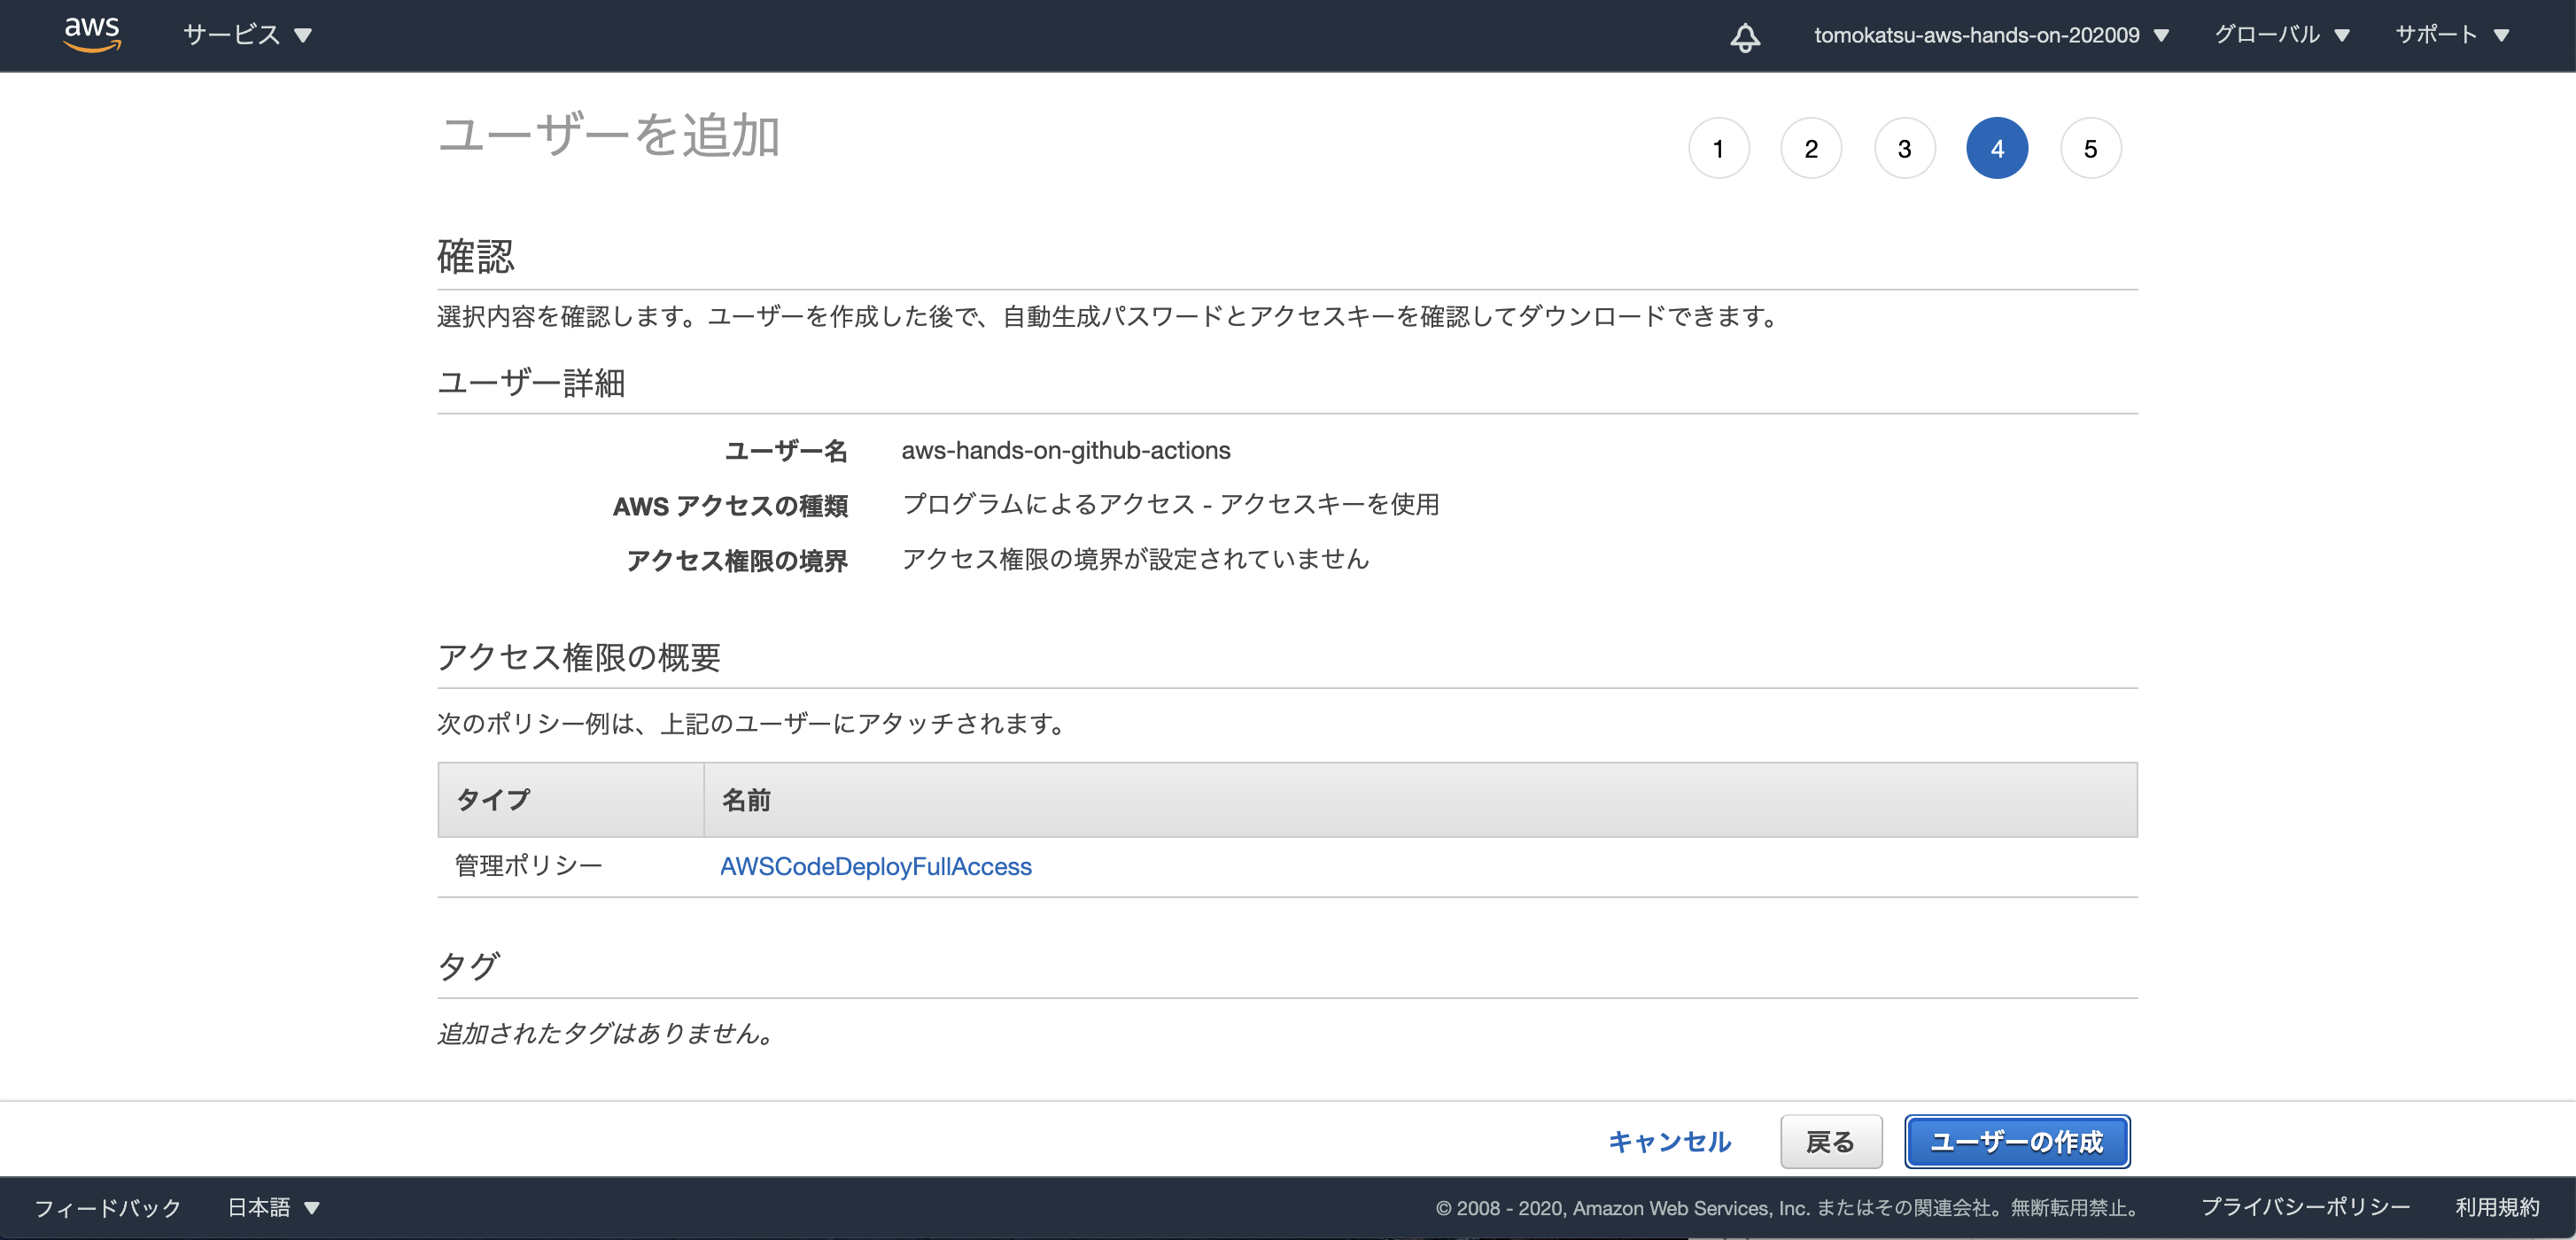 aws サービス tomokatsu-aws-hands-on-202009 グローバル サポート
ユーザーを追加 1 2 3 4 5
確認
選択内容を確認します。ユーザーを作成した後で、自動生成パスワードとアクセスキーを確認してダウンロードできます。
ユーザー詳細
ユーザー名 aws-hands-on-github-actions
AWS アクセスの種類 プログラムによるアクセス - アクセスキーを使用
アクセス権限の境界 アクセス権限の境界が設定されていません
アクセス権限の概要
次のポリシー例は、上記のユーザーにアタッチされます。
タイプ 名前
管理ポリシー AWSCodeDeployFullAccess
タグ
追加されたタグはありません。
キャンセル 戻る ユーザーの作成
フィードバック 日本語 © 2008 - 2020, Amazon Web Services, Inc. またはその関連会社。無断転用禁止。 プライバシーポリシー 利用規約